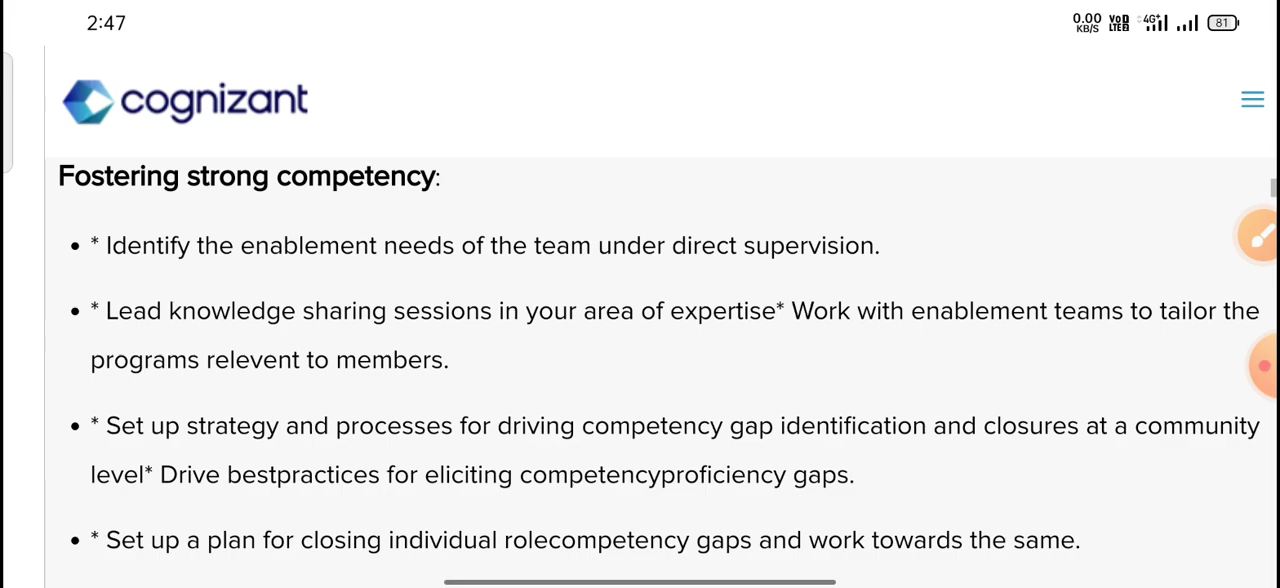 2:47
0.00 KB/S VoD LTE2 4G+ 81
cognizant
Fostering strong competency:
• * Identify the enablement needs of the team under direct supervision.
• * Lead knowledge sharing sessions in your area of expertise* Work with enablement teams to tailor the
programs relevent to members.
• * Set up strategy and processes for driving competency gap identification and closures at a community
level* Drive bestpractices for eliciting competencyproficiency gaps.
• * Set up a plan for closing individual rolecompetency gaps and work towards the same.